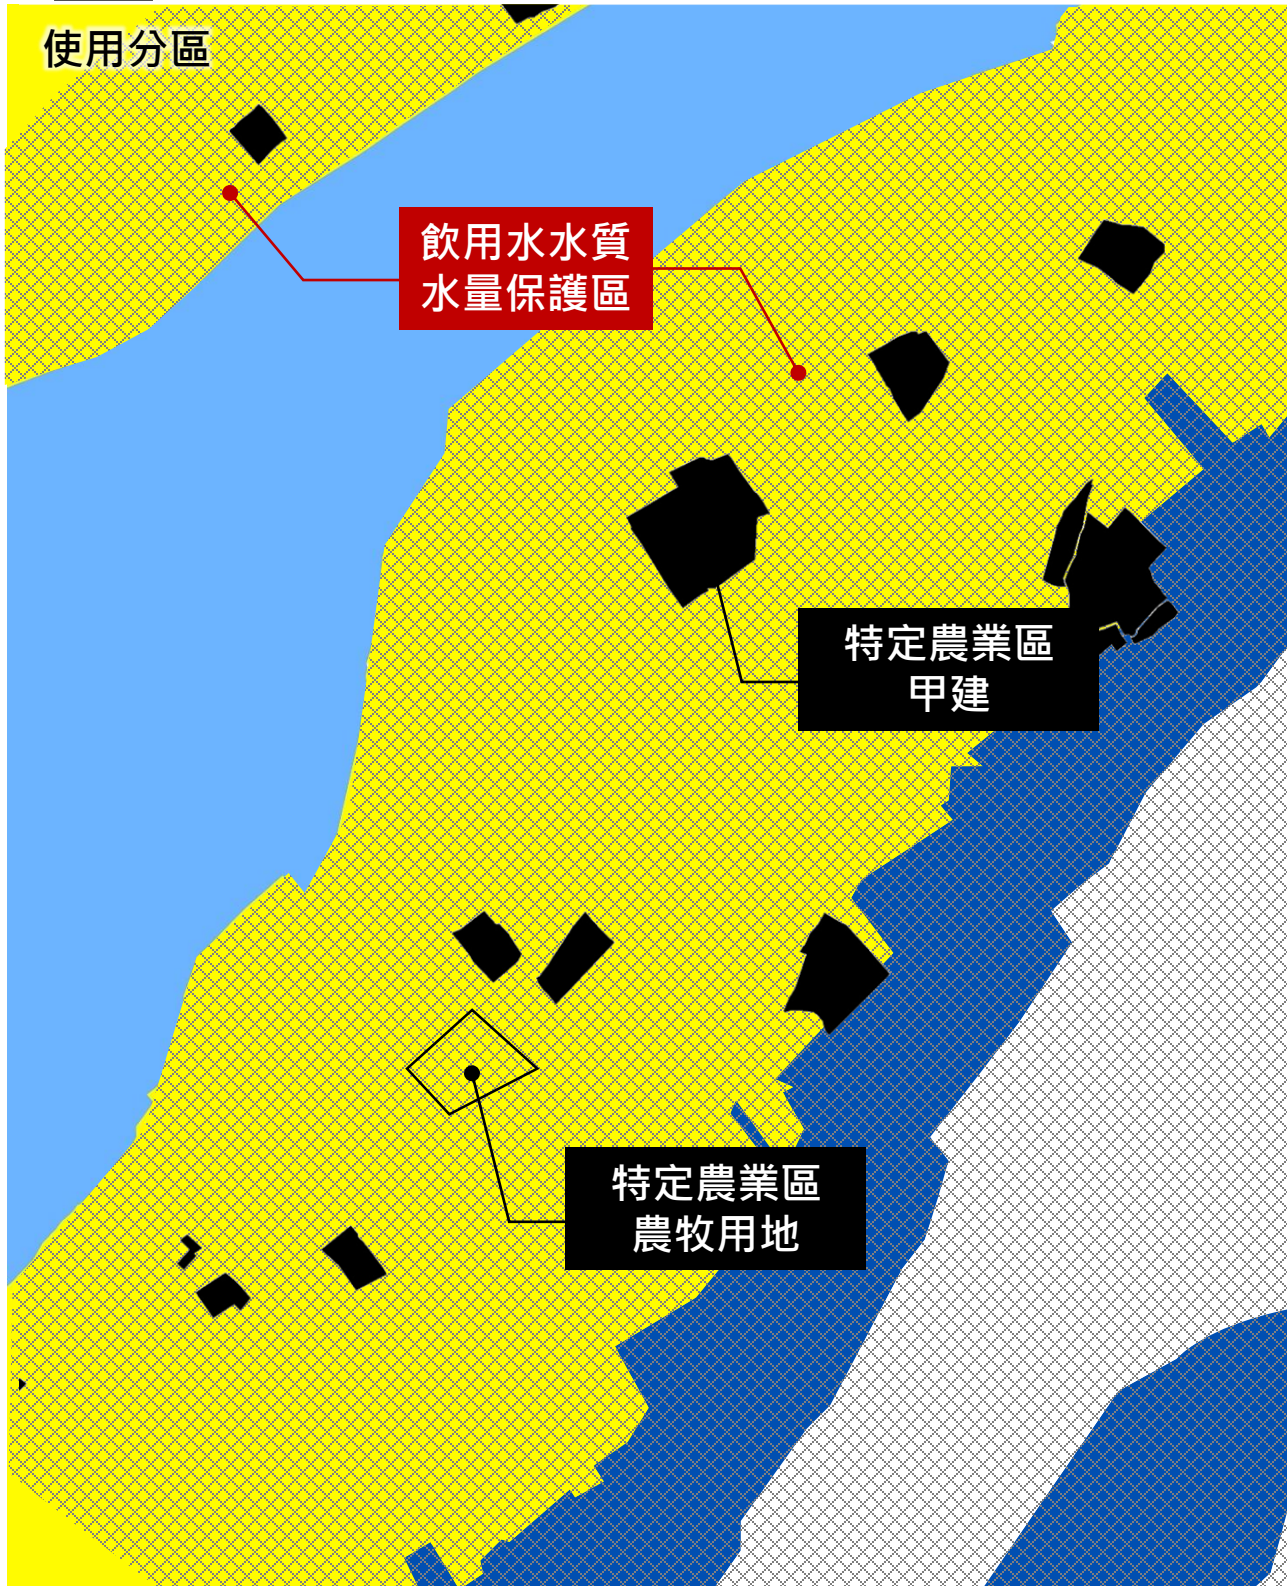 使用分區
飲用水水質
水量保護區
特定農業區
甲建
特定農業區
農牧用地